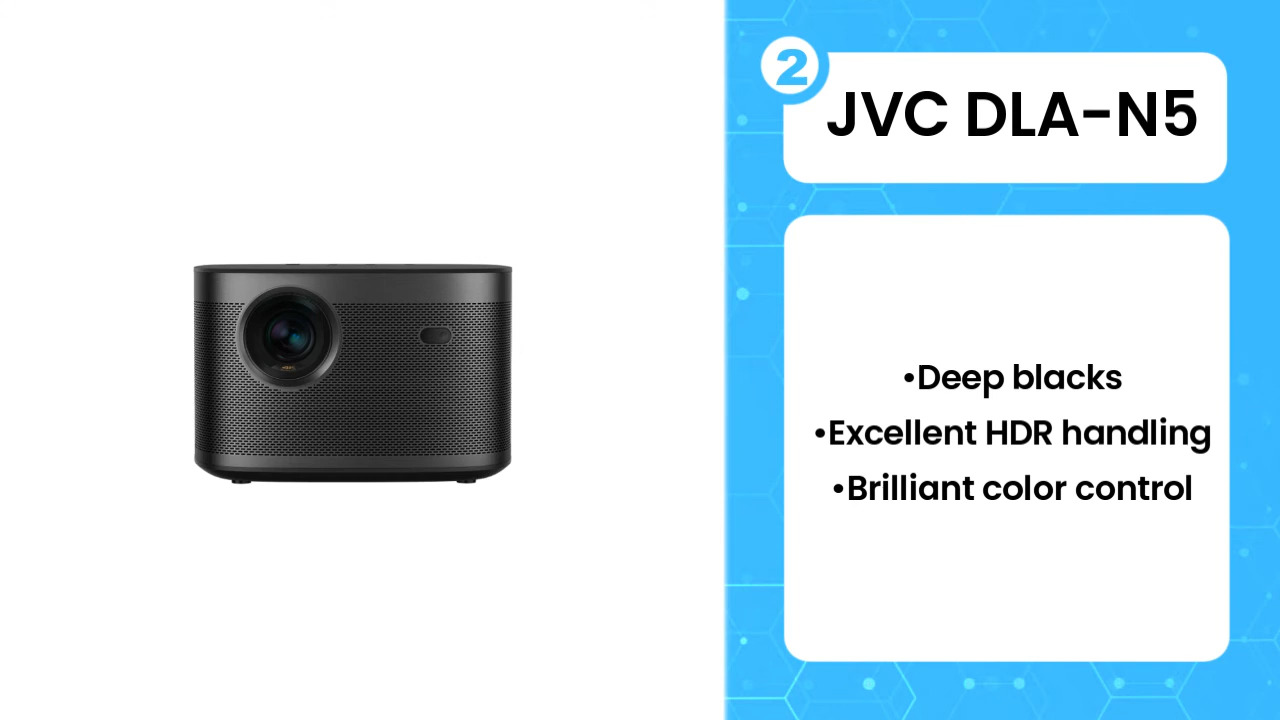 2
JVC DLA-N5
•Deep blacks
•Excellent HDR handling
•Brilliant color control